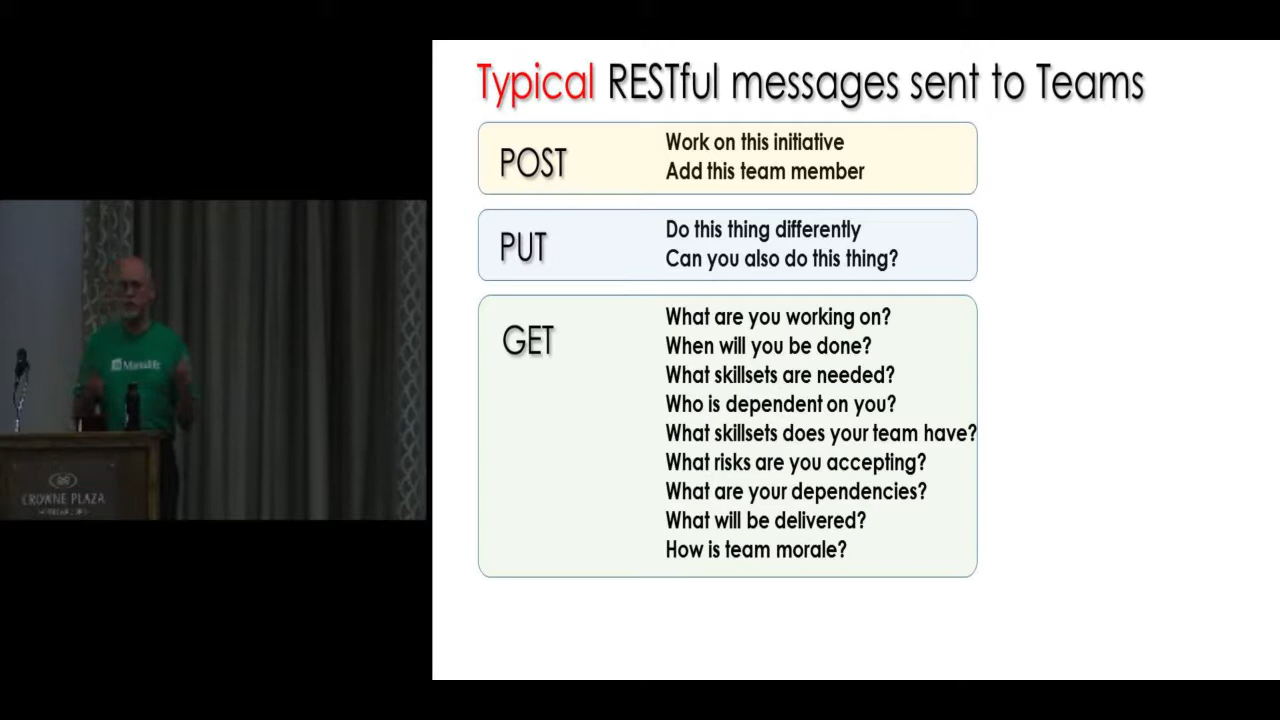 Typical RESTful messages sent to Teams
POST
Work on this initiative
Add this team member
PUT
Do this thing differently
Can you also do this thing?
GET
What are you working on?
When will you be done?
What skillsets are needed?
Who is dependent on you?
What skillsets does your team have?
What risks are you accepting?
What are your dependencies?
What will be delivered?
How is team morale?
Manulife
CROWNE PLAZA